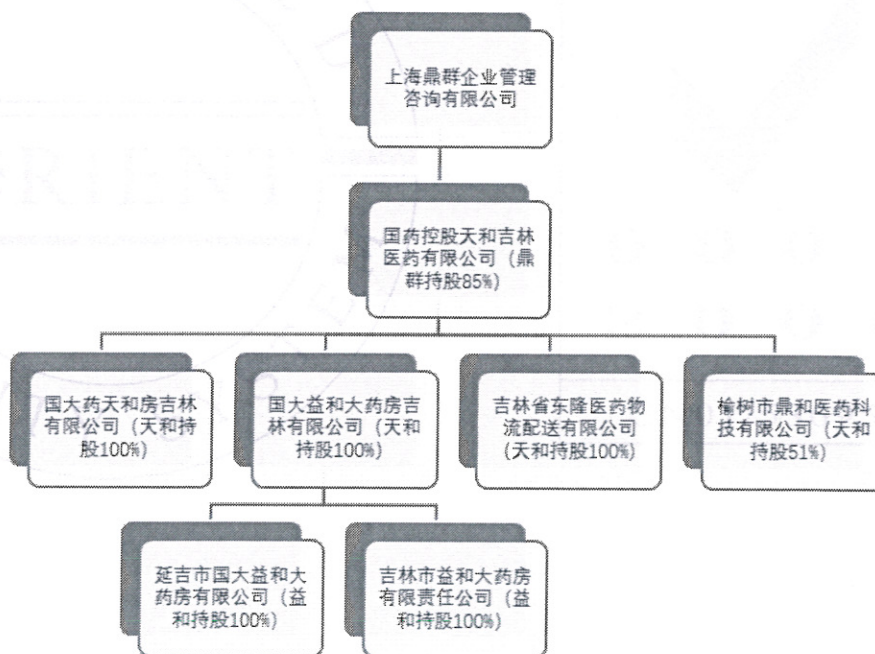 上海鼎群企业管理
咨询有限公司
国药控股天和吉林
医药有限公司（鼎
群持股85%）
国大药天和房吉林
有限公司（天和持
股100%）
国大益和大药房吉
林有限公司（天和
持股100%）
吉林省东隆医药物
流配送有限公司
（天和持股100%）
榆树市鼎和医药科
技有限公司（天和
持股51%）
延吉市国大益和大
药房有限公司（益
和持股100%）
吉林市益和大药房
有限责任公司（益
和持股100%）
ORIENT